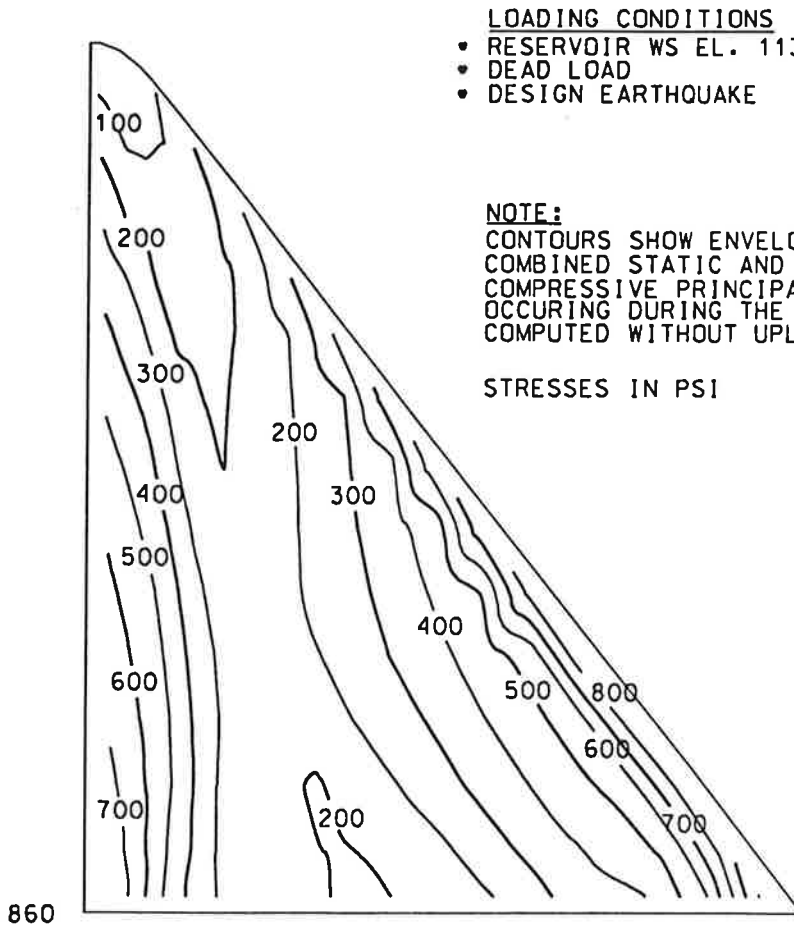 LOADING CONDITIONS
• RESERVOIR WS EL. 113
• DEAD LOAD
• DESIGN EARTHQUAKE
NOTE:
CONTOURS SHOW ENVELO
COMBINED STATIC AND
COMPRESSIVE PRINCIPA
OCCURING DURING THE
COMPUTED WITHOUT UPL
STRESSES IN PSI
100
200
300
200
400
300
500
400
600
500
800
600
700
200
700
860